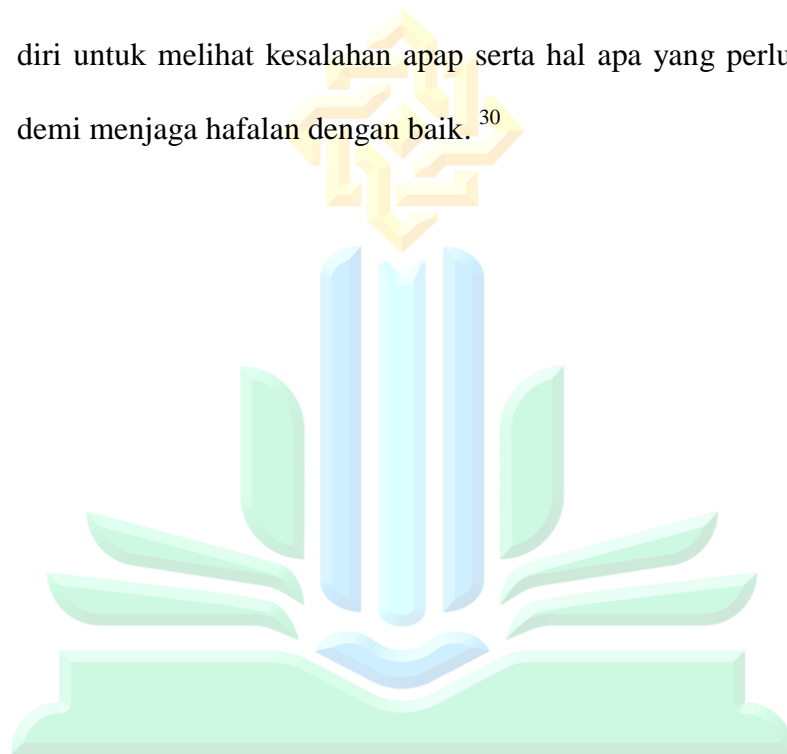 diri untuk melihat kesalahan apap serta hal apa yang perlu
demi menjaga hafalan dengan baik. 30